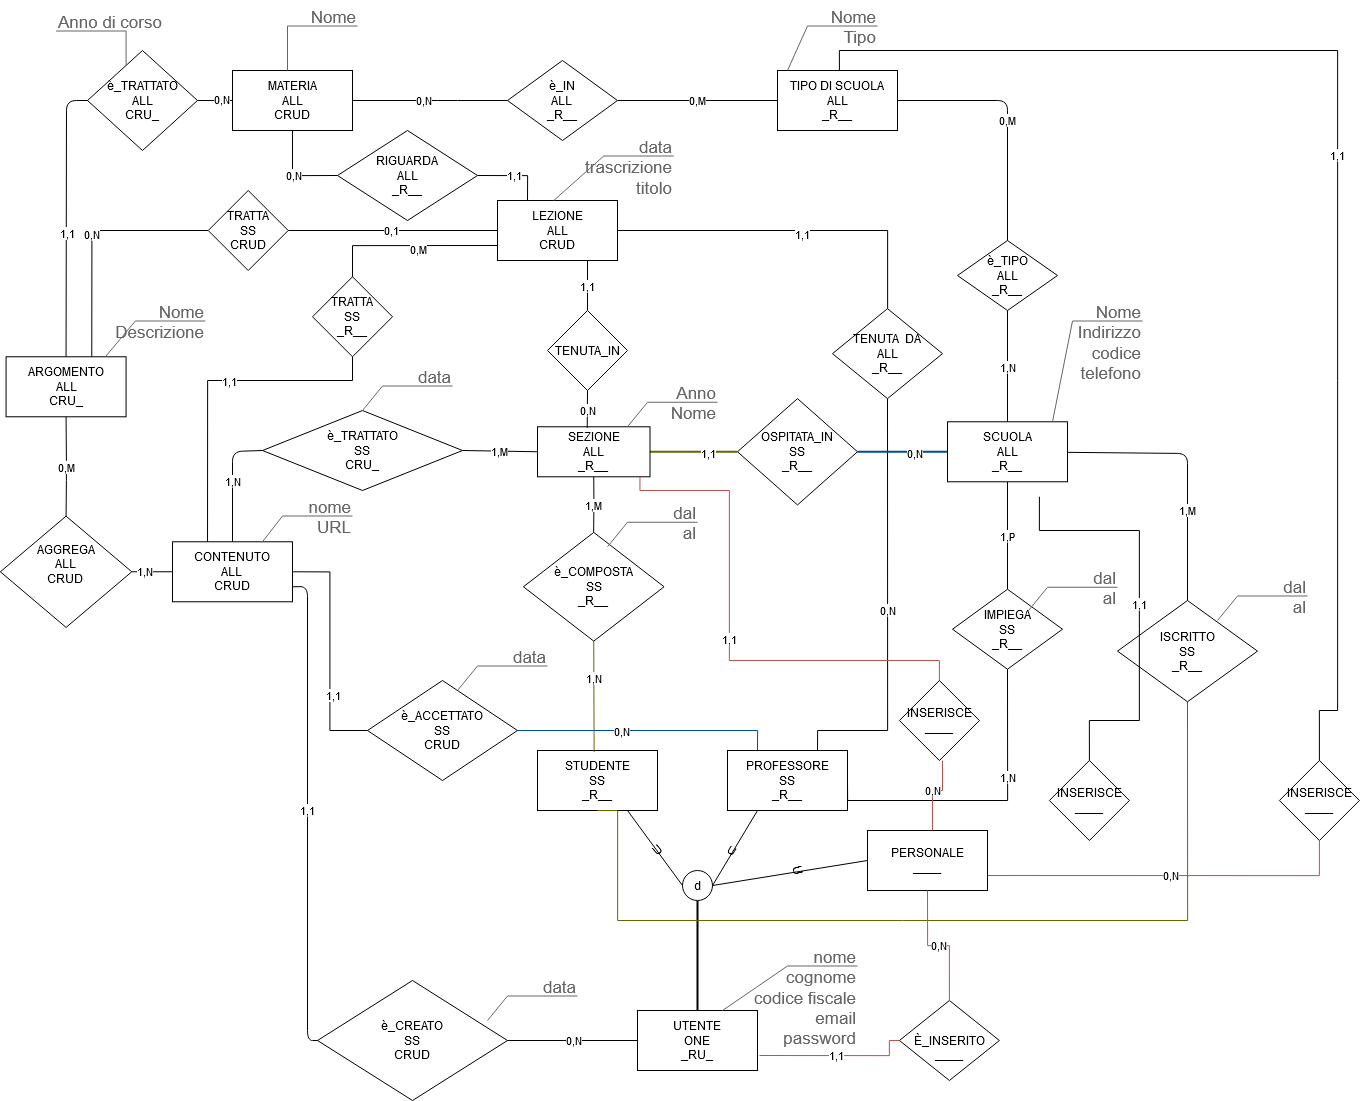 Anno di corso
Nome
Nome
Tipo
è_TRATTATO
ALL
CRU_
0,N
MATERIA
ALL
CRUD
0,N
è_IN
ALL
_R__
0,M
TIPO DI SCUOLA
ALL
_R__
0,M
1,1
0,N
RIGUARDA
ALL
_R__
1,1
data
trascrizione
titolo
TRATTA
SS
CRUD
0,1
LEZIONE
ALL
CRUD
1,1
1,1
0,N
0,M
è_TIPO
ALL
_R__
1,1
TRATTA
SS
_R__
TENUTA_IN
TENUTA DA
ALL
_R__
Nome
Descrizione
Nome
Indirizzo
codice
telefono
ARGOMENTO
ALL
CRU_
1,1
data
1,N
Anno
Nome
0,N
è_TRATTATO
SS
CRU_
1,M
SEZIONE
ALL
_R__
1,1
OSPITATA_IN
SS
_R__
0,N
SCUOLA
ALL
_R__
0,M
1,N
nome
URL
1,M
dal
al
1,M
1,P
AGGREGA
ALL
CRUD
1,N
CONTENUTO
ALL
CRUD
è_COMPOSTA
SS
_R__
dal
al
dal
al
0,N
1,1
IMPIEGA
SS
_R__
ISCRITTO
SS
_R__
data
1,N
1,1
1,1
è_ACCETTATO
SS
CRUD
0,N
INSERISCE
____
STUDENTE
SS
_R__
PROFESSORE
SS
_R__
1,N
0,N
INSERISCE
____
INSERISCE
____
1,1
PERSONALE
____
0,N
U
U
U
d
0,N
nome
cognome
codice fiscale
email
password
data
è_CREATO
SS
CRUD
0,N
UTENTE
ONE
_RU_
1,1
È_INSERITO
____